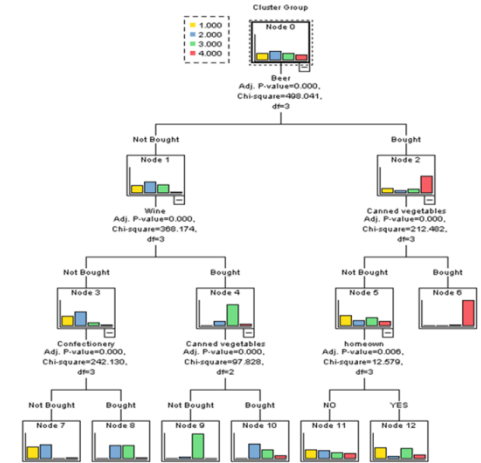 Cluster Group
1.000
2.000
3.000
4.000
Node 0
Beer
Adj. P-value=0.000,
Chi-square=498.041,
df=3
Not Bought
Bought
Node 1
Node 2
Wine
Adj. P-value=0.000,
Chi-square=368.174,
df=3
Canned vegetables
Adj. P-value=0.000,
Chi-square=212.482,
df=3
Not Bought
Bought
Not Bought
Bought
Node 3
Node 4
Node 5
Node 6
Confectionery
Adj. P-value=0.000,
Chi-square=242.130,
df=3
Canned vegetables
Adj. P-value=0.000,
Chi-square=97.828,
df=2
homeown
Adj. P-value=0.006,
Chi-square=12.579,
df=3
Not Bought
Bought
Not Bought
Bought
NO
YES
Node 7
Node 8
Node 9
Node 10
Node 11
Node 12